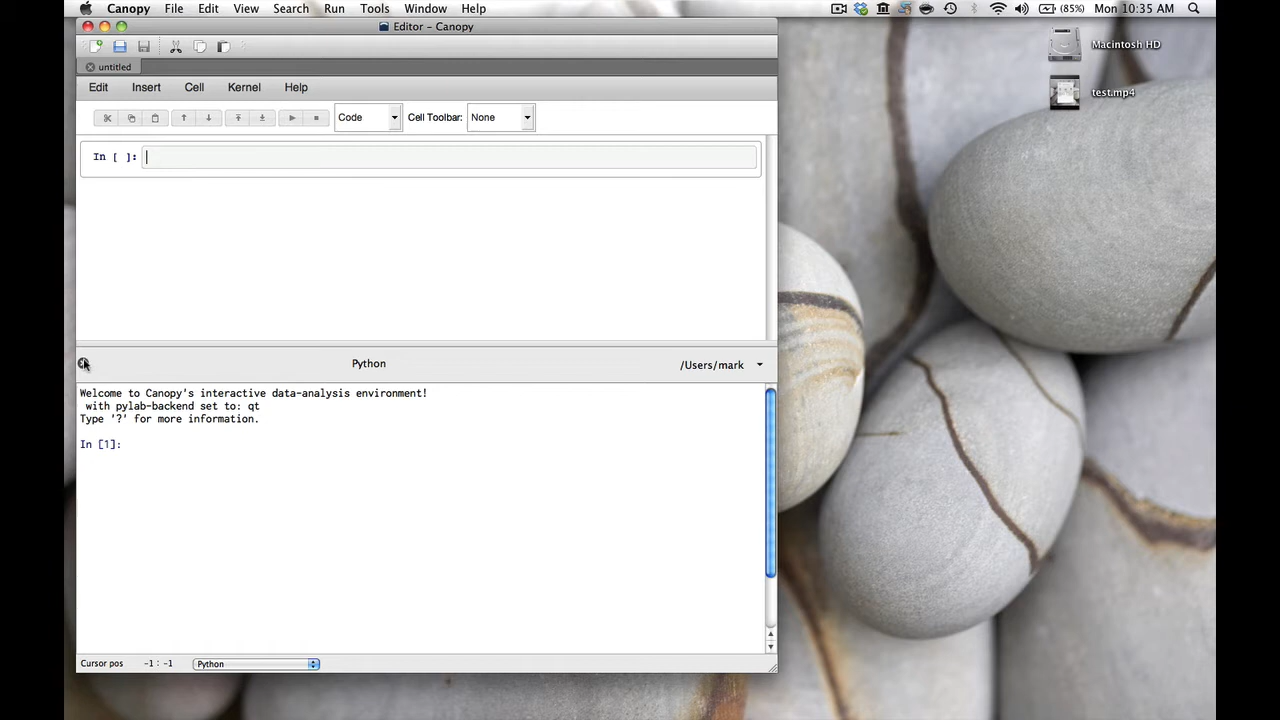 Canopy File Edit View Search Run Tools Window Help (85%) Mon 10:35 AM
Editor - Canopy
Macintosh HD
untitled
Edit Insert Cell Kernel Help
test.mp4
Code Cell Toolbar: None
In [ ]:
Python /Users/mark
Welcome to Canopy's interactive data-analysis environment!
with pylab-backend set to: qt
Type '?' for more information.
In [1]:
Cursor pos -1 : -1 Python